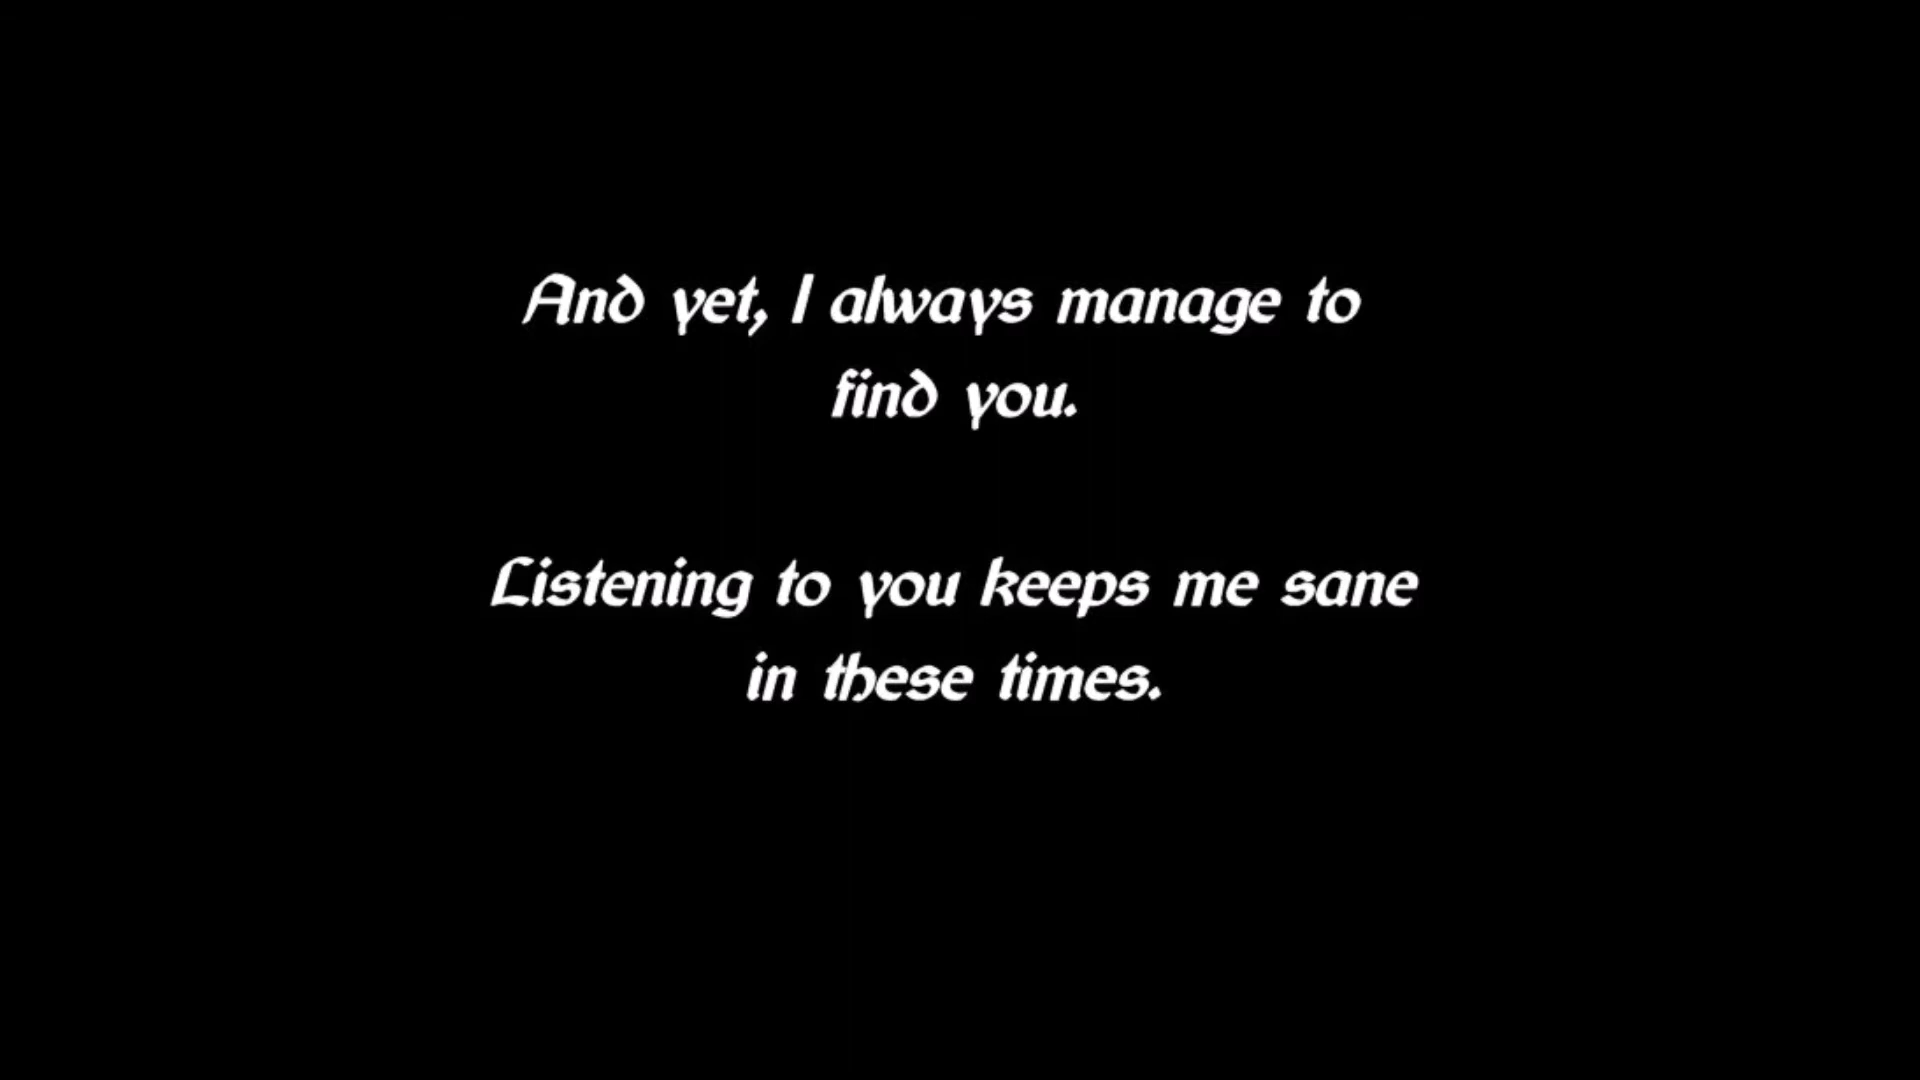 And yet, I always manage to
find you.
Listening to you keeps me sane
in these times.